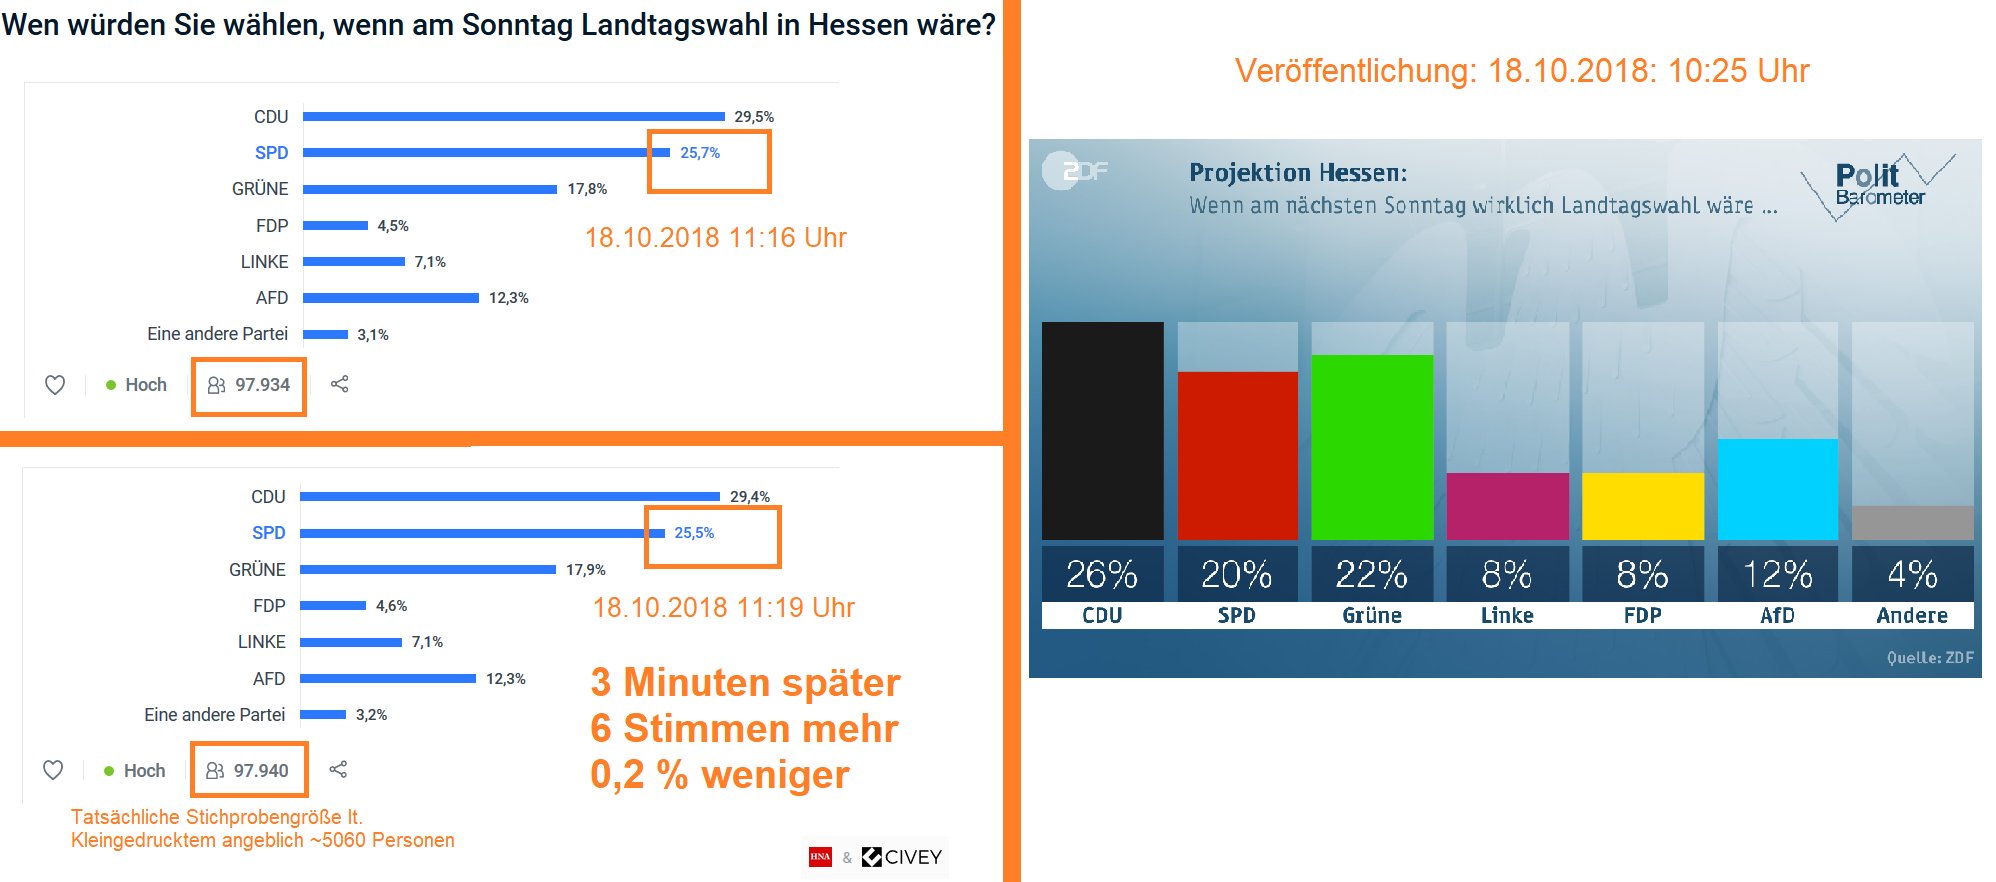 Wen würden Sie wählen, wenn am Sonntag Landtagswahl in Hessen wäre?
CDU 29,5%
SPD 25,7%
GRÜNE 17,8%
FDP 4,5%
18.10.2018 11:16 Uhr
LINKE 7,1%
AFD 12,3%
Eine andere Partei 3,1%
Hoch 97.934
CDU 29,4%
SPD 25,5%
GRÜNE 17,9%
FDP 4,6%
18.10.2018 11:19 Uhr
LINKE 7,1%
AFD 12,3%
Eine andere Partei 3,2%
3 Minuten später
6 Stimmen mehr
0,2 % weniger
Hoch 97.940
Tatsächliche Stichprobengröße lt.
Kleingedrucktem angeblich ~5060 Personen
HNA & CIVEY
Veröffentlichung: 18.10.2018: 10:25 Uhr
ZDF
Projektion Hessen:
Wenn am nächsten Sonntag wirklich Landtagswahl wäre ...
Polit
Barometer
26% 20% 22% 8% 8% 12% 4%
CDU SPD Grüne Linke FDP AfD Andere
Quelle: ZDF